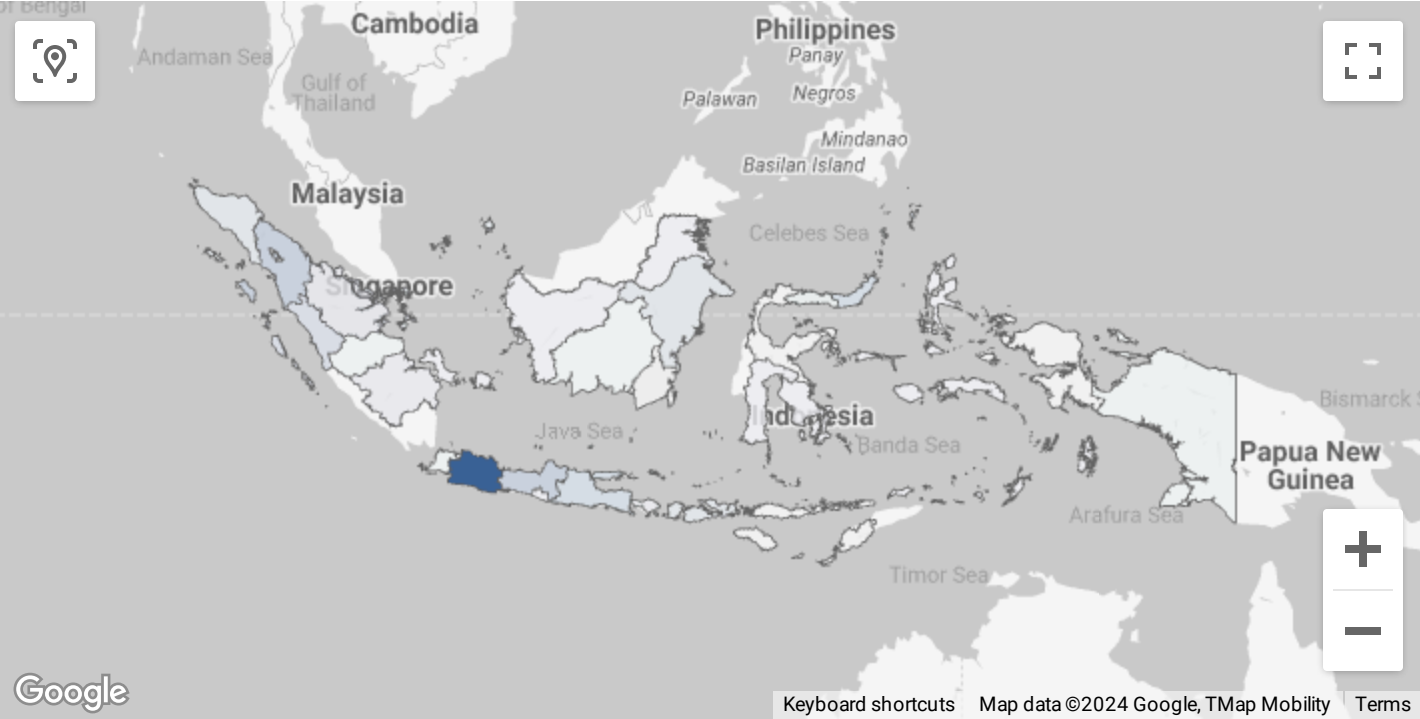 of Bengal
Cambodia
Philippines
Andaman Sea
Panay
Gulf of
Thailand
Palawan
Negros
Mindanao
Basilan Island
Malaysia
Celebes Sea
Singapore
Bismarck S
Indonesia
Java Sea
Banda Sea
Papua New
Guinea
Arafura Sea
Timor Sea
Google
Keyboard shortcuts
Map data ©2024 Google, TMap Mobility
Terms